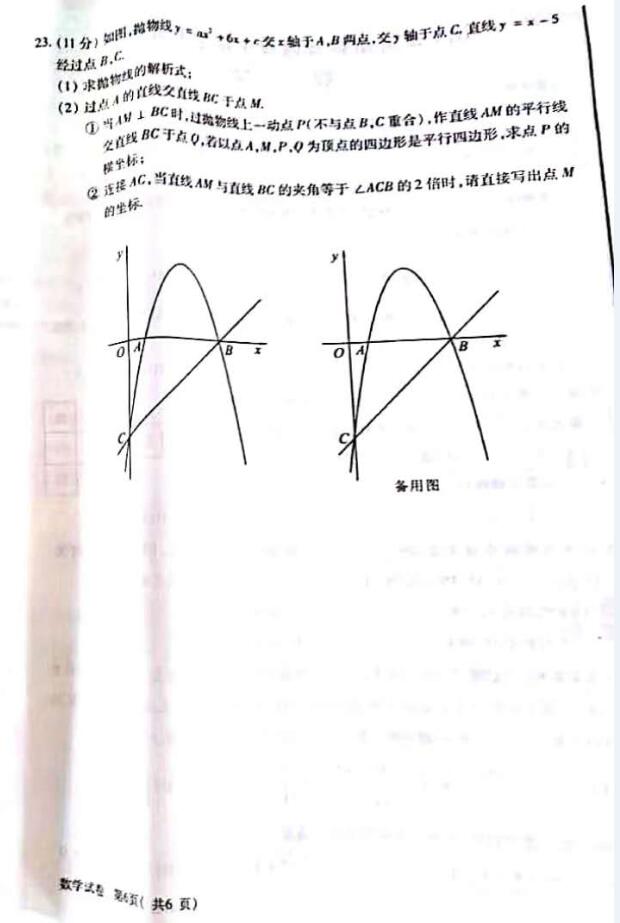 23.(11分)如图,抛物线y = ax² + 6x + c交x轴于A,B两点,交y轴于点C.直线y = x - 5
经过点B,C.
(1)求抛物线的解析式;
(2)过点A的直线交直线BC于点M.
①当AM⊥BC时,过抛物线上一动点P(不与点B,C重合),作直线AM的平行线
交直线BC于点Q,若以点A,M,P,Q为顶点的四边形是平行四边形,求点P的
横坐标;
②连接AC,当直线AM与直线BC的夹角等于∠ACB的2倍时,请直接写出点M
的坐标.
y
O A B x
C
y
O A B x
C
备用图
数学试卷 第6页(共6页)